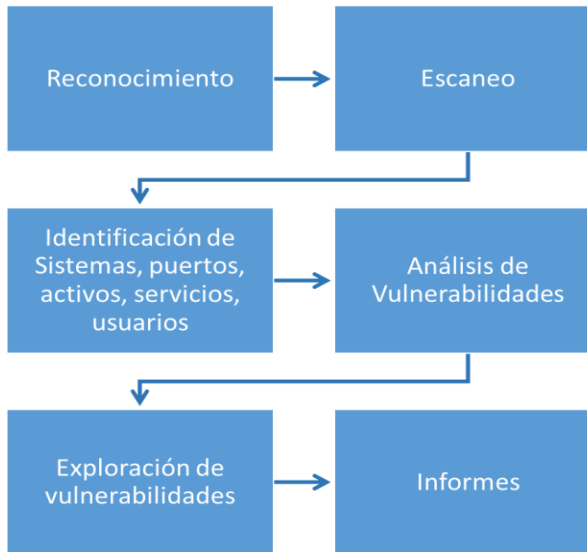 Reconocimiento
Escaneo
Identificación de
Sistemas, puertos,
activos, servicios,
usuarios
Análisis de
Vulnerabilidades
Exploración de
vulnerabilidades
Informes